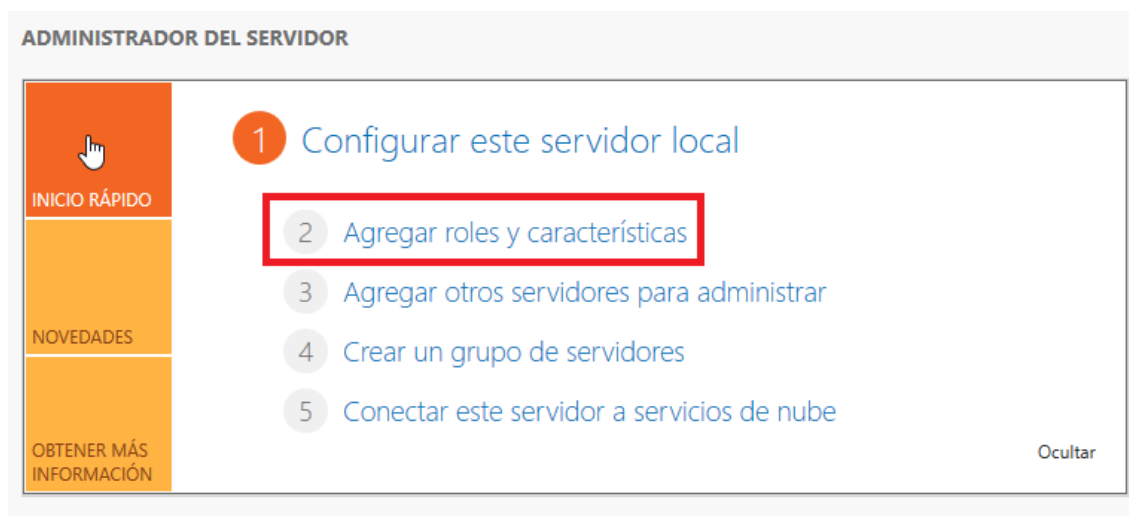 ADMINISTRADOR DEL SERVIDOR
INICIO RÁPIDO
NOVEDADES
OBTENER MÁS
INFORMACIÓN
1 Configurar este servidor local
2 Agregar roles y características
3 Agregar otros servidores para administrar
4 Crear un grupo de servidores
5 Conectar este servidor a servicios de nube
Ocultar